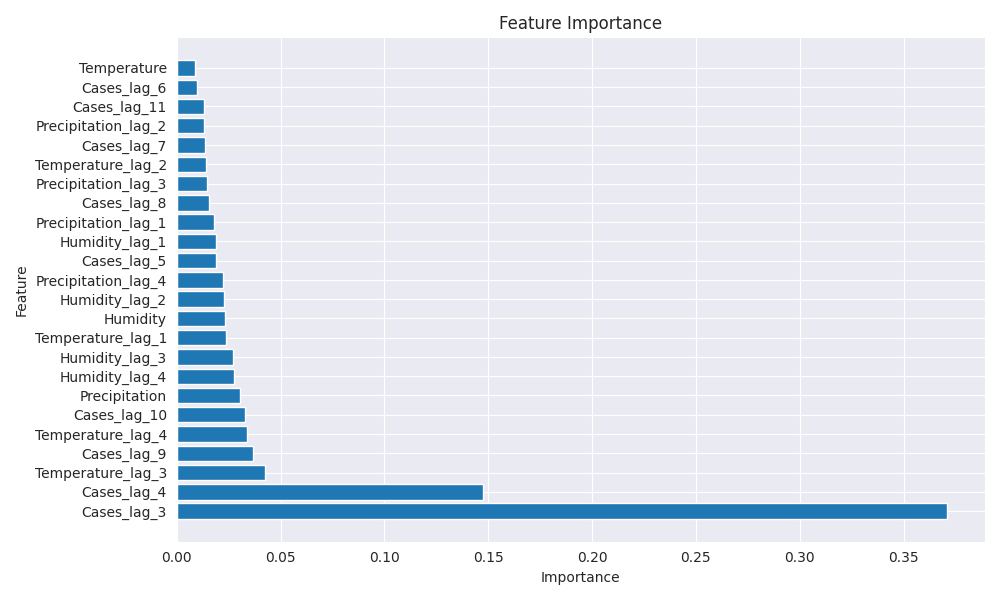 Feature Importance
Temperature
Cases_lag_6
Cases_lag_11
Precipitation_lag_2
Cases_lag_7
Temperature_lag_2
Precipitation_lag_3
Cases_lag_8
Precipitation_lag_1
Humidity_lag_1
Cases_lag_5
Precipitation_lag_4
Humidity_lag_2
Humidity
Temperature_lag_1
Humidity_lag_3
Humidity_lag_4
Precipitation
Cases_lag_10
Temperature_lag_4
Cases_lag_9
Temperature_lag_3
Cases_lag_4
Cases_lag_3
Feature
0.00 0.05 0.10 0.15 0.20 0.25 0.30 0.35
Importance